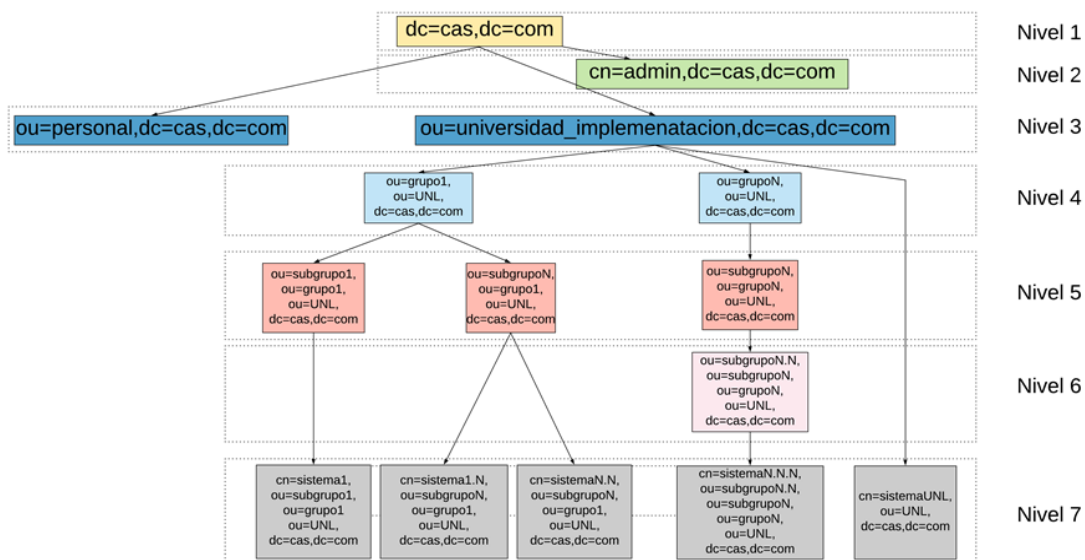 dc=cas,dc=com
Nivel 1
cn=admin,dc=cas,dc=com
Nivel 2
ou=personal,dc=cas,dc=com
ou=universidad_implemenatacion,dc=cas,dc=com
Nivel 3
ou=grupo1,
ou=UNL,
dc=cas,dc=com
ou=grupoN,
ou=UNL,
dc=cas,dc=com
Nivel 4
ou=subgrupo1,
ou=grupo1,
ou=UNL,
dc=cas,dc=com
ou=subgrupoN,
ou=grupo1,
ou=UNL,
dc=cas,dc=com
ou=subgrupoN,
ou=grupoN,
ou=UNL,
dc=cas,dc=com
Nivel 5
ou=subgrupoN.N,
ou=subgrupoN,
ou=grupoN,
ou=UNL,
dc=cas,dc=com
Nivel 6
cn=sistema1,
ou=subgrupo1,
ou=grupo1
ou=UNL,
dc=cas,dc=com
cn=sistema1.N,
ou=subgrupoN,
ou=grupo1,
ou=UNL,
dc=cas,dc=com
cn=sistemaN.N,
ou=subgrupoN,
ou=grupo1,
ou=UNL,
dc=cas,dc=com
cn=sistemaN.N.N,
ou=subgrupoN.N,
ou=subgrupoN,
ou=grupoN,
ou=UNL,
dc=cas,dc=com
cn=sistemaUNL,
ou=UNL,
dc=cas,dc=com
Nivel 7